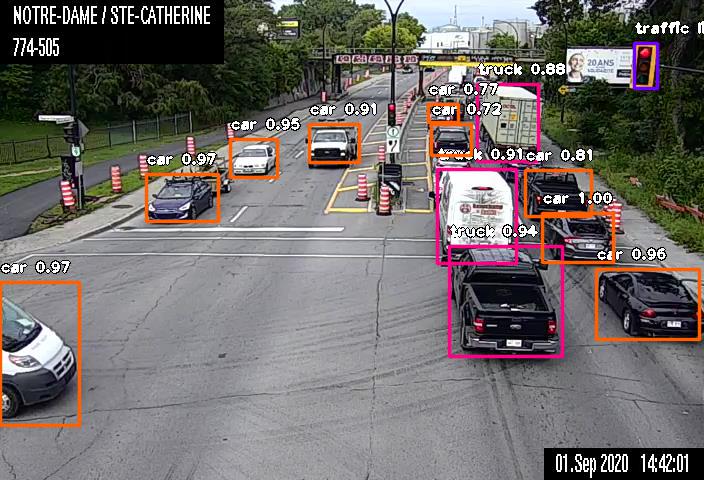 NOTRE-DAME / STE-CATHERINE
774-505
traffic
truck 0.88
20 ANS
car 0.77
car 0.72
car 0.91
car 0.95
car 0.97
truck 0.91
car 0.81
car 1.00
truck 0.94
car 0.96
car 0.97
01.Sep 2020 14:42:01